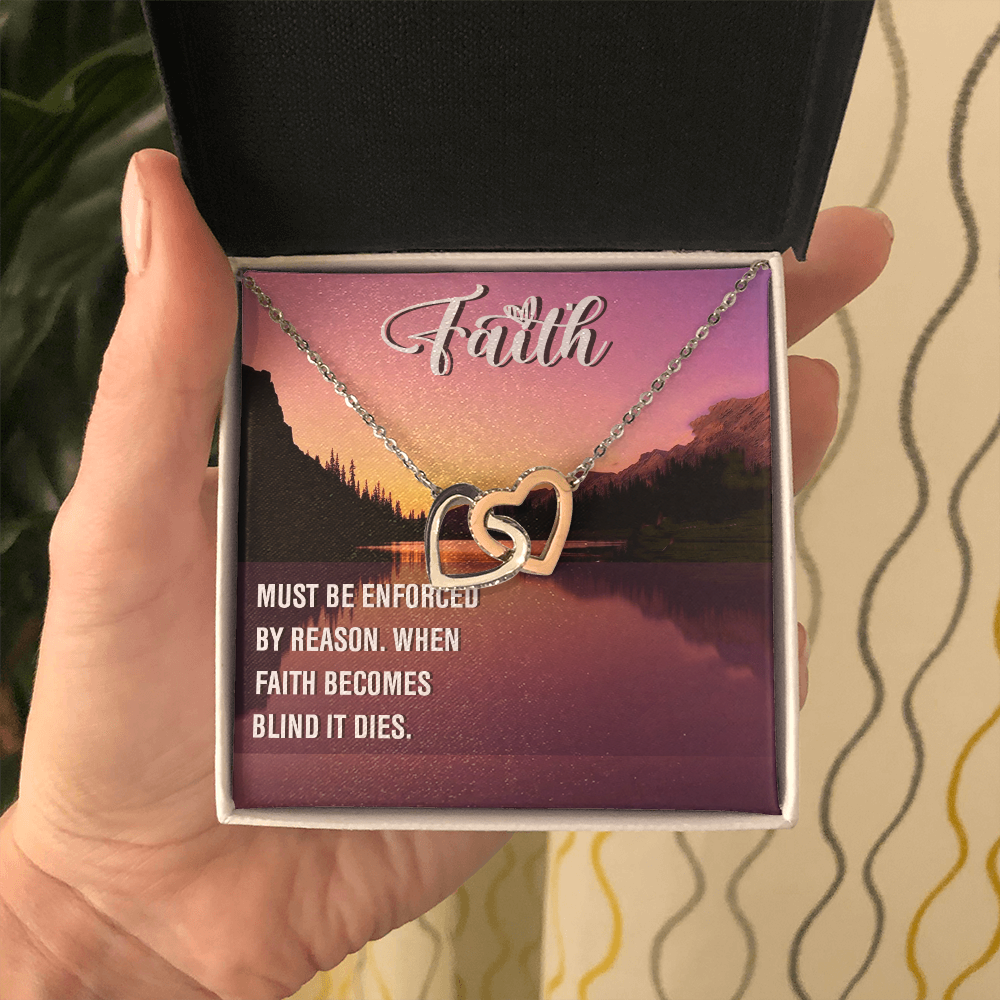 Faith
MUST BE ENFORCED
BY REASON. WHEN
FAITH BECOMES
BLIND IT DIES.